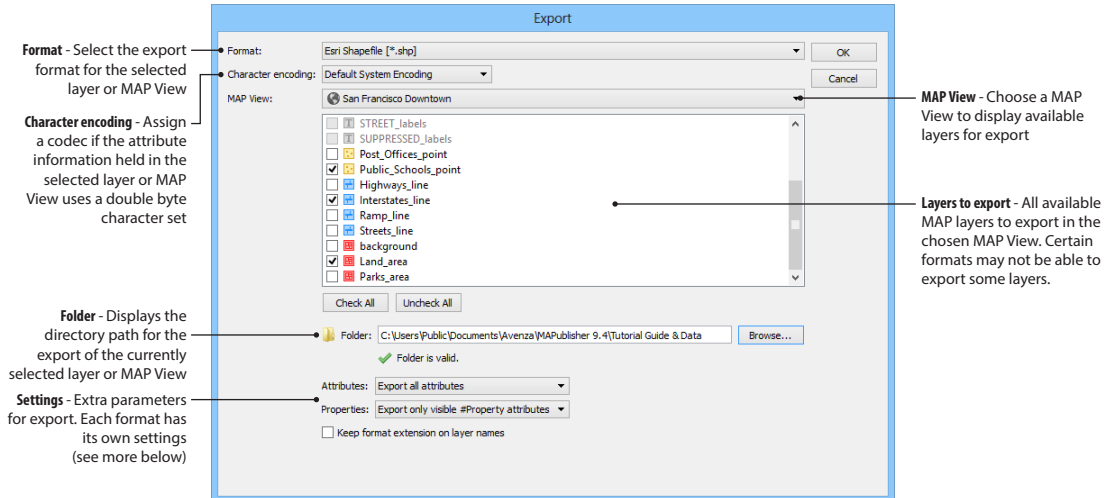 Export
Format - Select the export
format for the selected
layer or MAP View
Character encoding - Assign
a codec if the attribute
information held in the
selected layer or MAP
View uses a double byte
character set
Folder - Displays the
directory path for the
export of the currently
selected layer or MAP View
Settings - Extra parameters
for export. Each format has
its own settings
(see more below)
Format: Esri Shapefile [*.shp] OK
Character encoding: Default System Encoding Cancel
MAP View: San Francisco Downtown
T STREET_labels
T SUPPRESSED_labels
Post_Offices_point
Public_Schools_point
Highways_line
Interstates_line
Ramp_line
Streets_line
background
Land_area
Parks_area
Check All Uncheck All
Folder: C:\Users\Public\Documents\Avenza\MAPublisher 9.4\Tutorial Guide & Data Browse...
Folder is valid.
Attributes: Export all attributes
Properties: Export only visible #Property attributes
Keep format extension on layer names
MAP View - Choose a MAP
View to display available
layers for export
Layers to export - All available
MAP layers to export in the
chosen MAP View. Certain
formats may not be able to
export some layers.